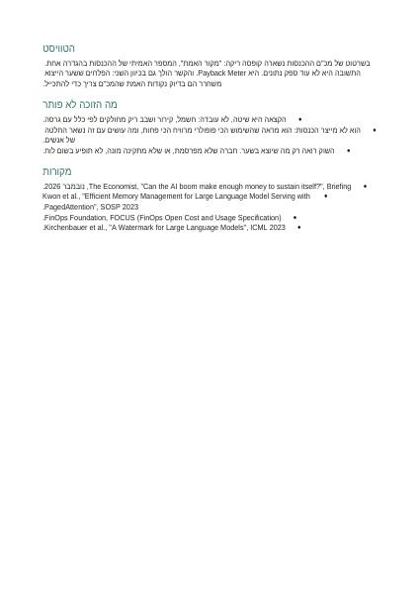 הטוויסט
בשרטוט של מכ"ם ההכנסות נשארה קופסה ריקה: "מקור האמת", המספר האמיתי של ההכנסות בהגדרה אחת.
התשובה היא לא עוד ספק נתונים. היא Payback Meter. והקשר הולך גם בכיוון השני: הפלחים ששער הייצוא
משחרר הם בדיוק נקודות האמת שהמכ"ם צריך כדי להתכייל.
מה הזוכה לא פותר
• הקצאה היא שיטה, לא עובדה: חשמל, קירור ושבב ריק מחולקים לפי כלל עם גרסה.
• הוא לא מייצר הכנסות: הוא מראה שהשימוש הכי פופולרי מרוויח הכי פחות, ומה עושים עם זה נשאר החלטה
של אנשים.
• השוק רואה רק מה שיוצא בשער. חברה שלא מפרסמת, או שלא מתקינה מונה, לא תופיע בשום לוח.
מקורות
• The Economist, "Can the AI boom make enough money to sustain itself?", Briefing, נובמבר 2026.
• Kwon et al., "Efficient Memory Management for Large Language Model Serving with
PagedAttention", SOSP 2023.
• FinOps Foundation, FOCUS (FinOps Open Cost and Usage Specification).
• Kirchenbauer et al., "A Watermark for Large Language Models", ICML 2023.